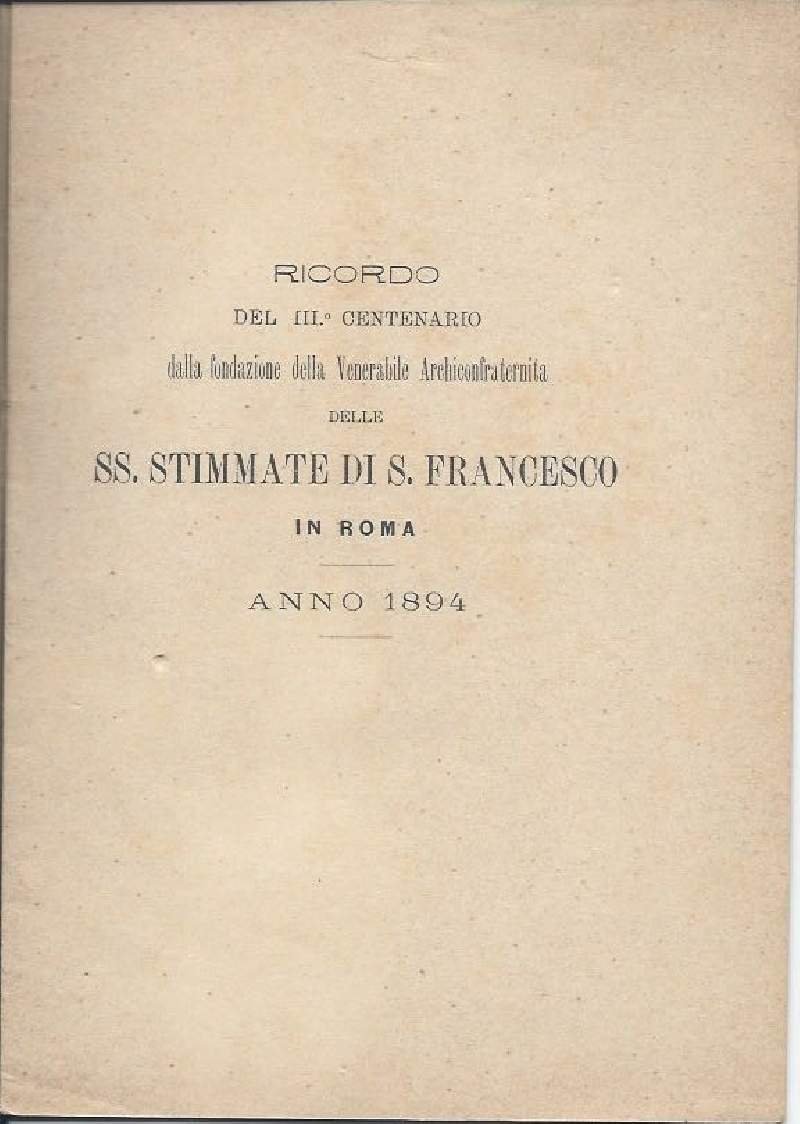 RICORDO
DEL III.° CENTENARIO
dalla fondazione della Venerabile Archiconfraternita
DELLE
SS. STIMMATE DI S. FRANCESCO
IN ROMA
ANNO 1894